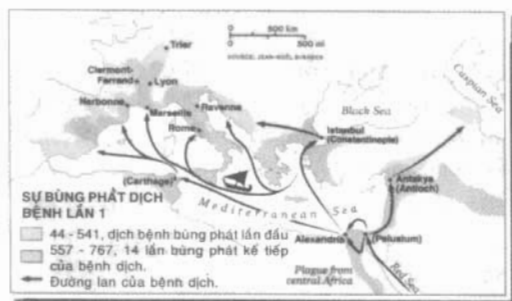 0 500 km
0 500 mi
Trier
Clermont-
Ferrand
Lyon
Narbonne
Marseille
Ravenne
Rome
Caspian Sea
Black Sea
Istanbul
(Constantinople)
Antakya
(Antioch)
(Carthage)
Mediterranean Sea
Alexandria
(Pelusium)
Plague from
central Africa
Red Sea
SỰ BÙNG PHÁT DỊCH
BỆNH LẦN 1
44 - 541, dịch bệnh bùng phát lần đầu
557 - 767, 14 lần bùng phát kế tiếp
của bệnh dịch.
Đường lan của bệnh dịch.